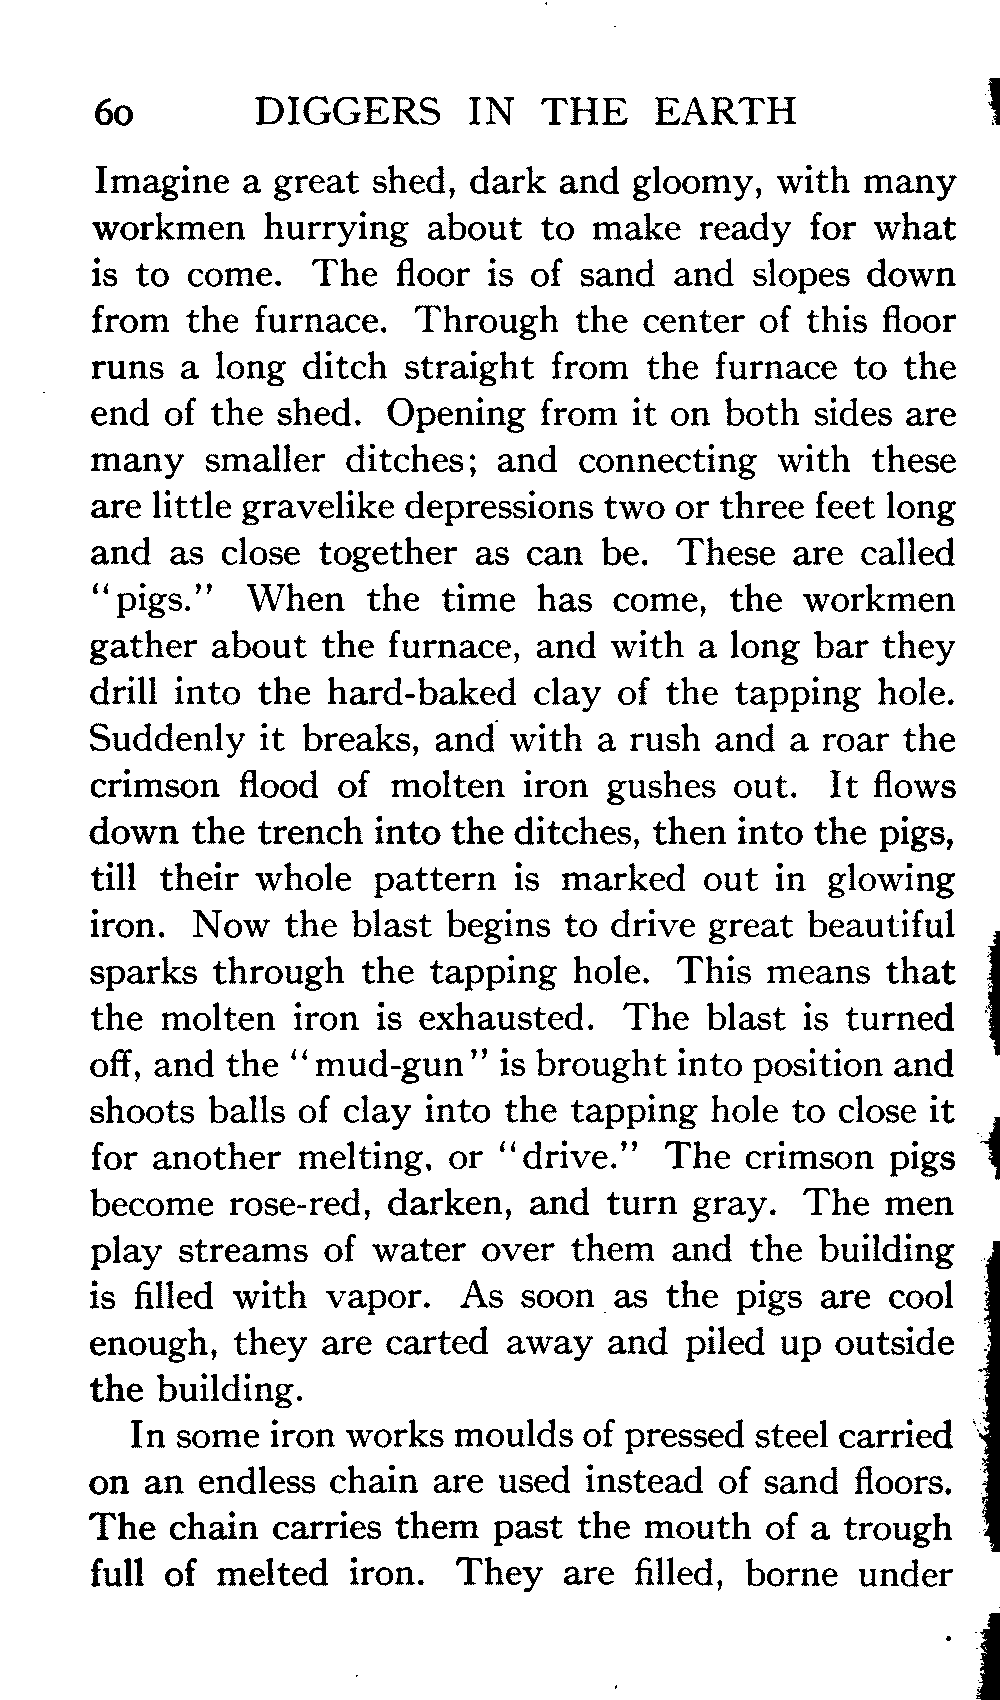 60 DIGGERS IN THE EARTH
Imagine a great shed, dark and gloomy, with many
workmen hurrying about to make ready for what
is to come. The floor is of sand and slopes down
from the furnace. Through the center of this floor
runs a long ditch straight from the furnace to the
end of the shed. Opening from it on both sides are
many smaller ditches; and connecting with these
are little gravelike depressions two or three feet long
and as close together as can be. These are called
"pigs." When the time has come, the workmen
gather about the furnace, and with a long bar they
drill into the hard-baked clay of the tapping hole.
Suddenly it breaks, and with a rush and a roar the
crimson flood of molten iron gushes out. It flows
down the trench into the ditches, then into the pigs,
till their whole pattern is marked out in glowing
iron. Now the blast begins to drive great beautiful
sparks through the tapping hole. This means that
the molten iron is exhausted. The blast is turned
off, and the "mud-gun" is brought into position and
shoots balls of clay into the tapping hole to close it
for another melting, or "drive." The crimson pigs
become rose-red, darken, and turn gray. The men
play streams of water over them and the building
is filled with vapor. As soon as the pigs are cool
enough, they are carted away and piled up outside
the building.
In some iron works moulds of pressed steel carried
on an endless chain are used instead of sand floors.
The chain carries them past the mouth of a trough
full of melted iron. They are filled, borne under